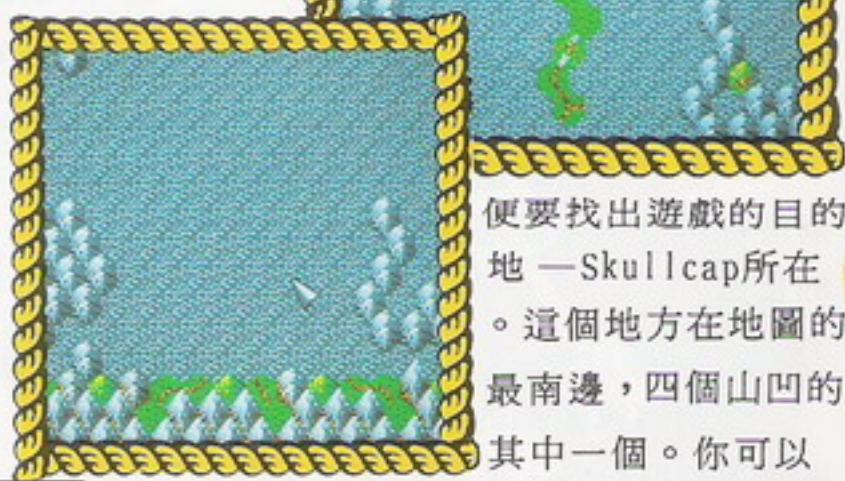 便要找出遊戲的目的
地 —Skullcap所在
。這個地方在地圖的
最南邊，四個山凹的
其中一個。你可以